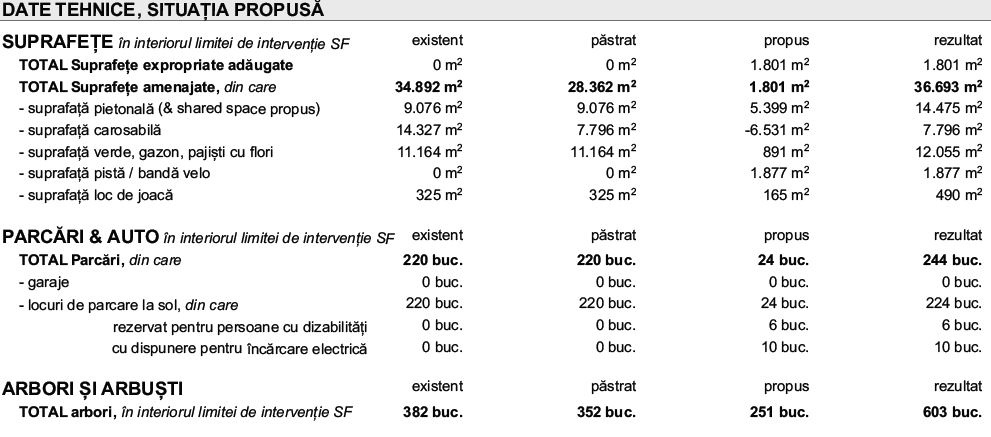 DATE TEHNICE, SITUAȚIA PROPUSĂ
SUPRAFEȚE în interiorul limitei de intervenție SF existent păstrat propus rezultat
TOTAL Suprafețe expropriate adăugate 0 m² 0 m² 1.801 m² 1.801 m²
TOTAL Suprafețe amenajate, din care 34.892 m² 28.362 m² 1.801 m² 36.693 m²
- suprafață pietonală (& shared space propus) 9.076 m² 9.076 m² 5.399 m² 14.475 m²
- suprafață carosabilă 14.327 m² 7.796 m² -6.531 m² 7.796 m²
- suprafață verde, gazon, pajiști cu flori 11.164 m² 11.164 m² 891 m² 12.055 m²
- suprafață pistă / bandă velo 0 m² 0 m² 1.877 m² 1.877 m²
- suprafață loc de joacă 325 m² 325 m² 165 m² 490 m²
PARCĂRI & AUTO în interiorul limitei de intervenție SF existent păstrat propus rezultat
TOTAL Parcări, din care 220 buc. 220 buc. 24 buc. 244 buc.
- garaje 0 buc. 0 buc. 0 buc. 0 buc.
- locuri de parcare la sol, din care 220 buc. 220 buc. 24 buc. 224 buc.
rezervat pentru persoane cu dizabilități 0 buc. 0 buc. 6 buc. 6 buc.
cu dispunere pentru încărcare electrică 0 buc. 0 buc. 10 buc. 10 buc.
ARBORI ȘI ARBUȘTI existent păstrat propus rezultat
TOTAL arbori, în interiorul limitei de intervenție SF 382 buc. 352 buc. 251 buc. 603 buc.